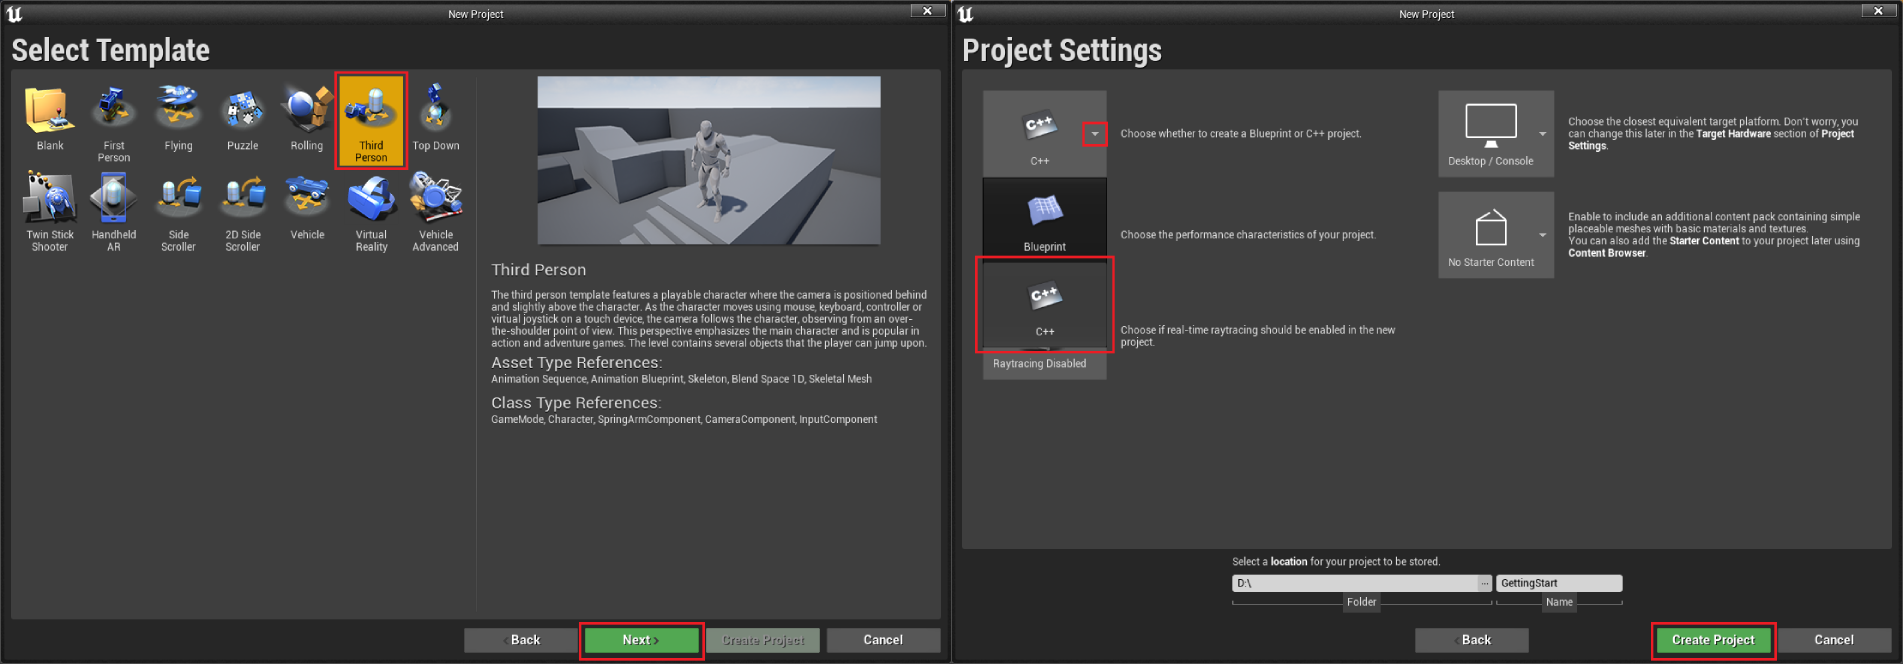 New Project
Select Template
Blank
First
Person
Flying
Puzzle
Rolling
Third
Person
Top Down
Twin Stick
Shooter
Handheld
AR
Side
Scroller
2D Side
Scroller
Vehicle
Virtual
Reality
Vehicle
Advanced
Third Person
The third person template features a playable character where the camera is positioned behind
and slightly above the character. As the character moves using mouse, keyboard, controller or
virtual joystick on a touch device, the camera follows the character, observing from an over-
the-shoulder point of view. This perspective emphasizes the main character and is popular in
action and adventure games. The level contains several objects that the player can jump upon.
Asset Type References:
Animation Sequence, Animation Blueprint, Skeleton, Blend Space 1D, Skeletal Mesh
Class Type References:
GameMode, Character, SpringArmComponent, CameraComponent, InputComponent
Back
Next >
Create Project
Cancel
New Project
Project Settings
C++
C++
Choose whether to create a Blueprint or C++ project.
Blueprint
Choose the performance characteristics of your project.
C++
C++
Choose if real-time raytracing should be enabled in the new
project.
Raytracing Disabled
Desktop / Console
Choose the closest equivalent target platform. Don't worry, you
can change this later in the Target Hardware section of Project
Settings.
No Starter Content
Enable to include an additional content pack containing simple
placeable meshes with basic materials and textures.
You can also add the Starter Content to your project later using
Content Browser.
Select a location for your project to be stored.
D:\
...
GettingStart
Folder
Name
Back
Create Project
Cancel